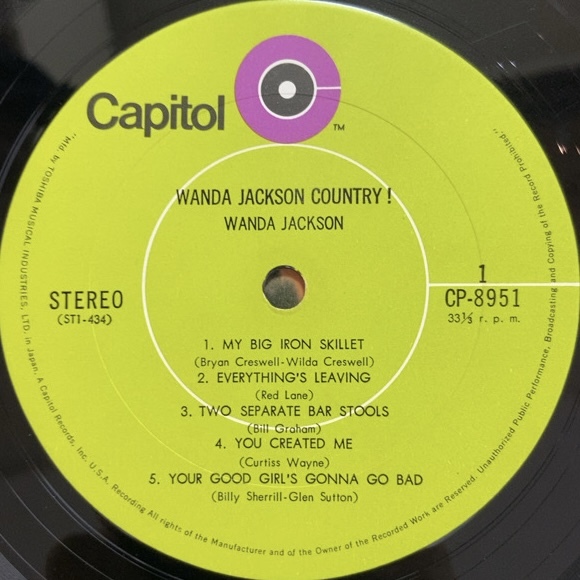 Capitol
TM
WANDA JACKSON COUNTRY!
WANDA JACKSON
STEREO
(ST1-434)
1
CP-8951
33⅓ r. p. m.
1. MY BIG IRON SKILLET
(Bryan Creswell-Wilda Creswell)
2. EVERYTHING'S LEAVING
(Red Lane)
3. TWO SEPARATE BAR STOOLS
(Bill Graham)
4. YOU CREATED ME
(Curtiss Wayne)
5. YOUR GOOD GIRL'S GONNA GO BAD
(Billy Sherrill-Glen Sutton)
"Mfd. by TOSHIBA MUSICAL INDUSTRIES, LTD. in Japan, A Capitol Records, Inc. U.S.A. Recording All rights of the Manufacturer and of the Owner of the Recorded Work are Reserved. Unauthorized Public Performance, Broadcasting and Copying of the Record Prohibited."